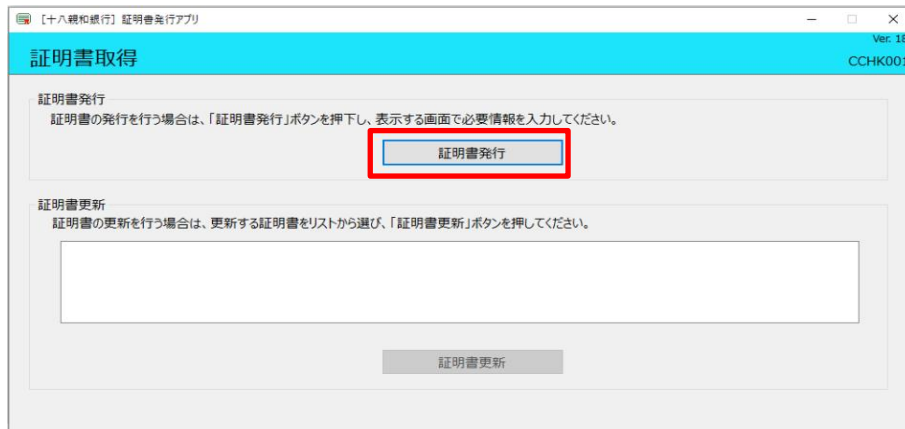 [十八親和銀行] 証明書発行アプリ
Ver. 18
証明書取得
CCHK001
証明書発行
証明書の発行を行う場合は、「証明書発行」ボタンを押下し、表示する画面で必要情報を入力してください。
証明書発行
証明書更新
証明書の更新を行う場合は、更新する証明書をリストから選び、「証明書更新」ボタンを押してください。
証明書更新